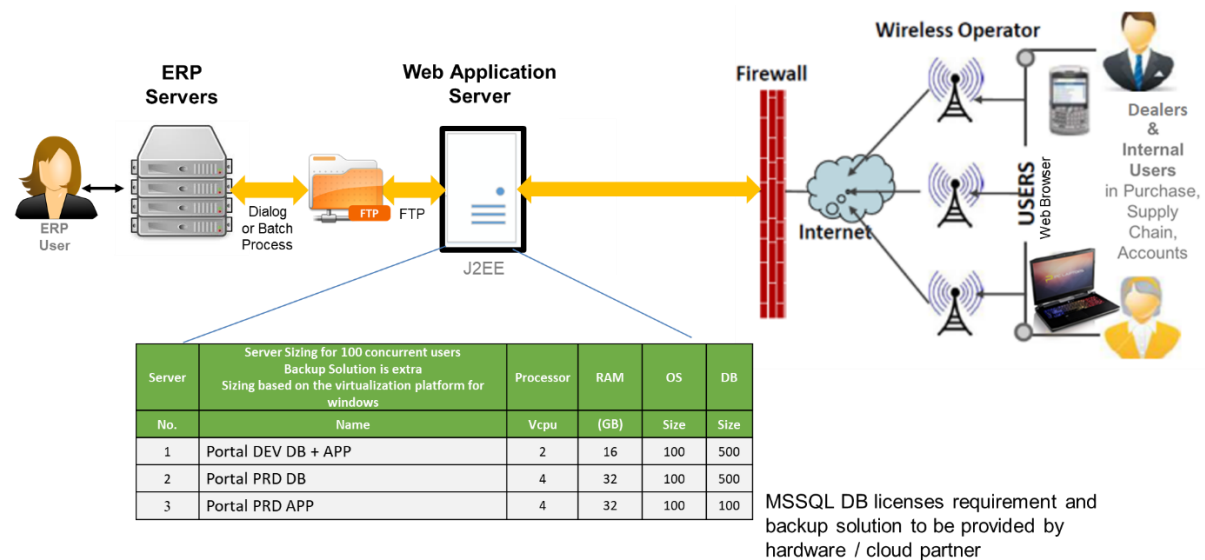 Wireless Operator
ERP
Servers
Web Application
Server
Firewall
Dealers
&
Internal
Users
in Purchase,
Supply
Chain,
Accounts
USERS
Web Browser
ERP
User
Dialog
or Batch
Process
FTP
FTP
Internet
J2EE
Server
Server Sizing for 100 concurrent users
Backup Solution is extra
Sizing based on the virtualization platform for
windows
Processor
RAM
OS
DB
No.
Name
Vcpu
(GB)
Size
Size
1 Portal DEV DB + APP 2 16 100 500
2 Portal PRD DB 4 32 100 500
3 Portal PRD APP 4 32 100 100
MSSQL DB licenses requirement and
backup solution to be provided by
hardware / cloud partner